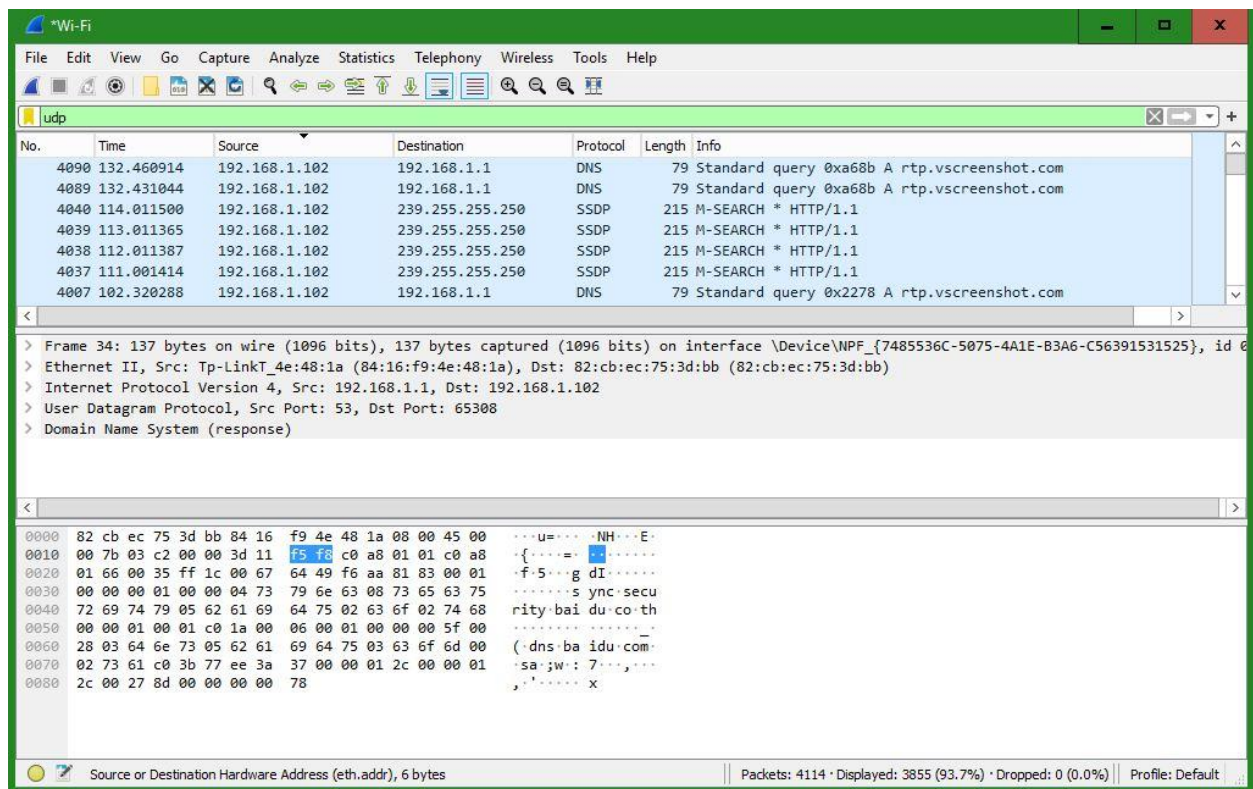 *Wi-Fi
File Edit View Go Capture Analyze Statistics Telephony Wireless Tools Help
udp
No. Time Source Destination Protocol Length Info
4090 132.460914 192.168.1.102 192.168.1.1 DNS 79 Standard query 0xa68b A rtp.vscreenshot.com
4089 132.431044 192.168.1.102 192.168.1.1 DNS 79 Standard query 0xa68b A rtp.vscreenshot.com
4040 114.011500 192.168.1.102 239.255.255.250 SSDP 215 M-SEARCH * HTTP/1.1
4039 113.011365 192.168.1.102 239.255.255.250 SSDP 215 M-SEARCH * HTTP/1.1
4038 112.011387 192.168.1.102 239.255.255.250 SSDP 215 M-SEARCH * HTTP/1.1
4037 111.001414 192.168.1.102 239.255.255.250 SSDP 215 M-SEARCH * HTTP/1.1
4007 102.320288 192.168.1.102 192.168.1.1 DNS 79 Standard query 0x2278 A rtp.vscreenshot.com
> Frame 34: 137 bytes on wire (1096 bits), 137 bytes captured (1096 bits) on interface \Device\NPF_{7485536C-5075-4A1E-B3A6-C56391531525}, id 0
> Ethernet II, Src: Tp-LinkT_4e:48:1a (84:16:f9:4e:48:1a), Dst: 82:cb:ec:75:3d:bb (82:cb:ec:75:3d:bb)
> Internet Protocol Version 4, Src: 192.168.1.1, Dst: 192.168.1.102
> User Datagram Protocol, Src Port: 53, Dst Port: 65308
> Domain Name System (response)
0000 82 cb ec 75 3d bb 84 16 f9 4e 48 1a 08 00 45 00 ···u=··· ·NH···E·
0010 00 7b 03 c2 00 00 3d 11 f5 f8 c0 a8 01 01 c0 a8 ·{····=· ········
0020 01 66 00 35 ff 1c 00 67 64 49 f6 aa 81 83 00 01 ·f·5···g dI······
0030 00 00 00 01 00 00 04 73 79 6e 63 08 73 65 63 75 ·······s ync·secu
0040 72 69 74 79 05 62 61 69 64 75 02 63 6f 02 74 68 rity·bai du·co·th
0050 00 00 01 00 01 c0 1a 00 06 00 01 00 00 00 5f 00 ········ ······_·
0060 28 03 64 6e 73 05 62 61 69 64 75 03 63 6f 6d 00 (·dns·ba idu·com·
0070 02 73 61 c0 3b 77 ee 3a 37 00 00 01 2c 00 00 01 ·sa·;w·: 7···,···
0080 2c 00 27 8d 00 00 00 00 78 ,·'····· x
Source or Destination Hardware Address (eth.addr), 6 bytes Packets: 4114 · Displayed: 3855 (93.7%) · Dropped: 0 (0.0%) Profile: Default